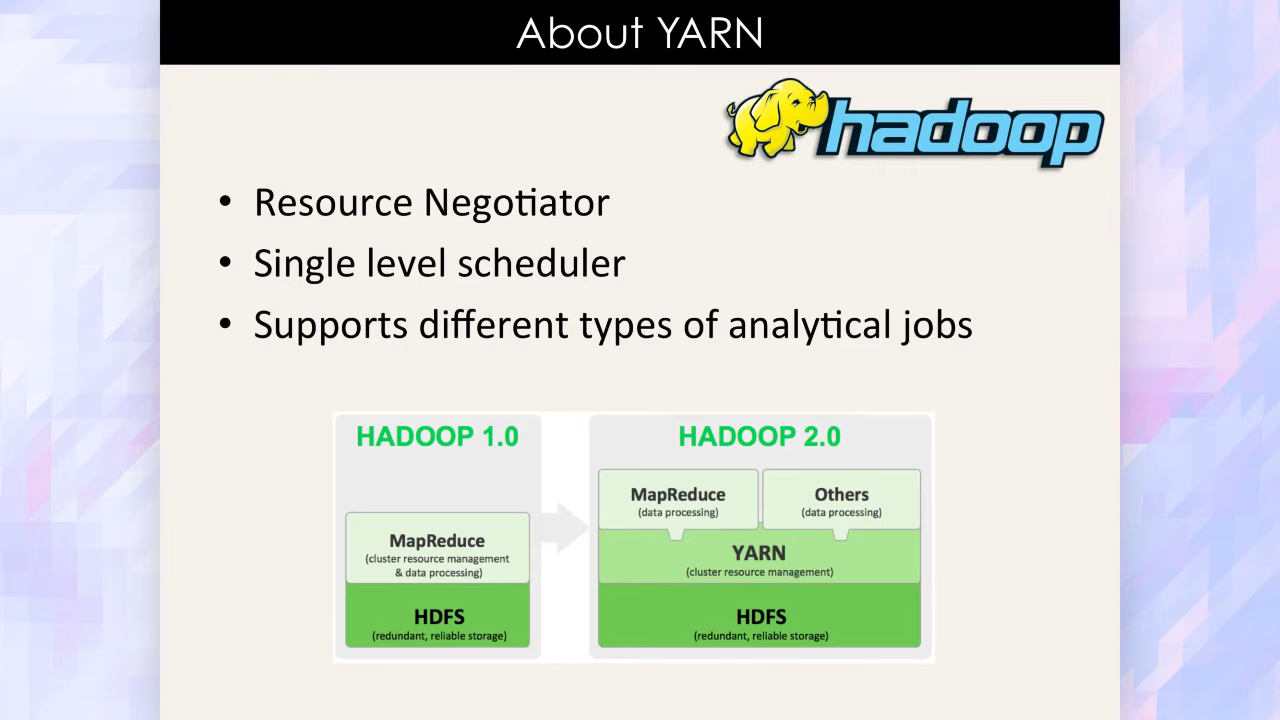 About YARN
hadoop
• Resource Negotiator
• Single level scheduler
• Supports different types of analytical jobs
HADOOP 1.0
MapReduce
(cluster resource management
& data processing)
HDFS
(redundant, reliable storage)
HADOOP 2.0
MapReduce
(data processing)
Others
(data processing)
YARN
(cluster resource management)
HDFS
(redundant, reliable storage)